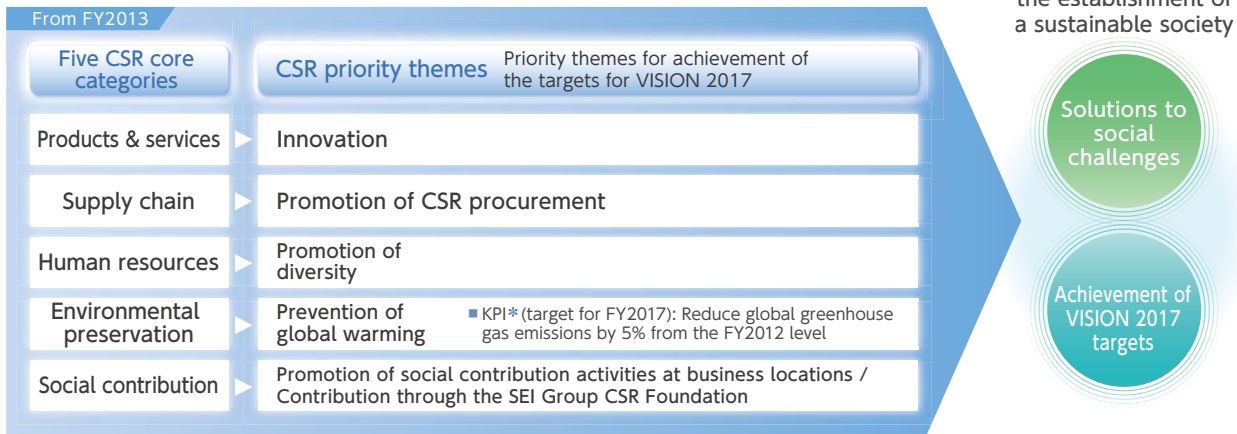 From FY2013
Five CSR core
categories
CSR priority themes
Priority themes for achievement of
the targets for VISION 2017
Products & services
Innovation
Supply chain
Promotion of CSR procurement
Human resources
Promotion of
diversity
Environmental
preservation
Prevention of
global warming
■ KPI* (target for FY2017): Reduce global greenhouse
gas emissions by 5% from the FY2012 level
Social contribution
Promotion of social contribution activities at business locations /
Contribution through the SEI Group CSR Foundation
the establishment of
a sustainable society
Solutions to
social
challenges
Achievement of
VISION 2017
targets